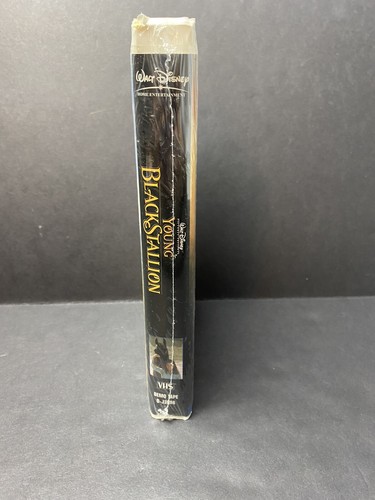 Walt Disney
HOME ENTERTAINMENT
Walt Disney
YOUNG
BLACK STALLION
VHS
DEMO TAPE